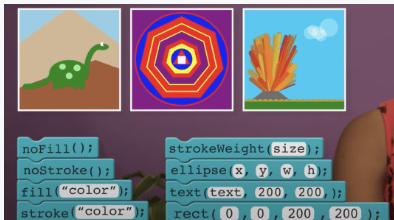 noFill();
noStroke();
fill("color");
stroke("color");
strokeWeight(size);
ellipse(x, y, w, h);
text(text, 200, 200,);
rect(0, 0, 200, 200);